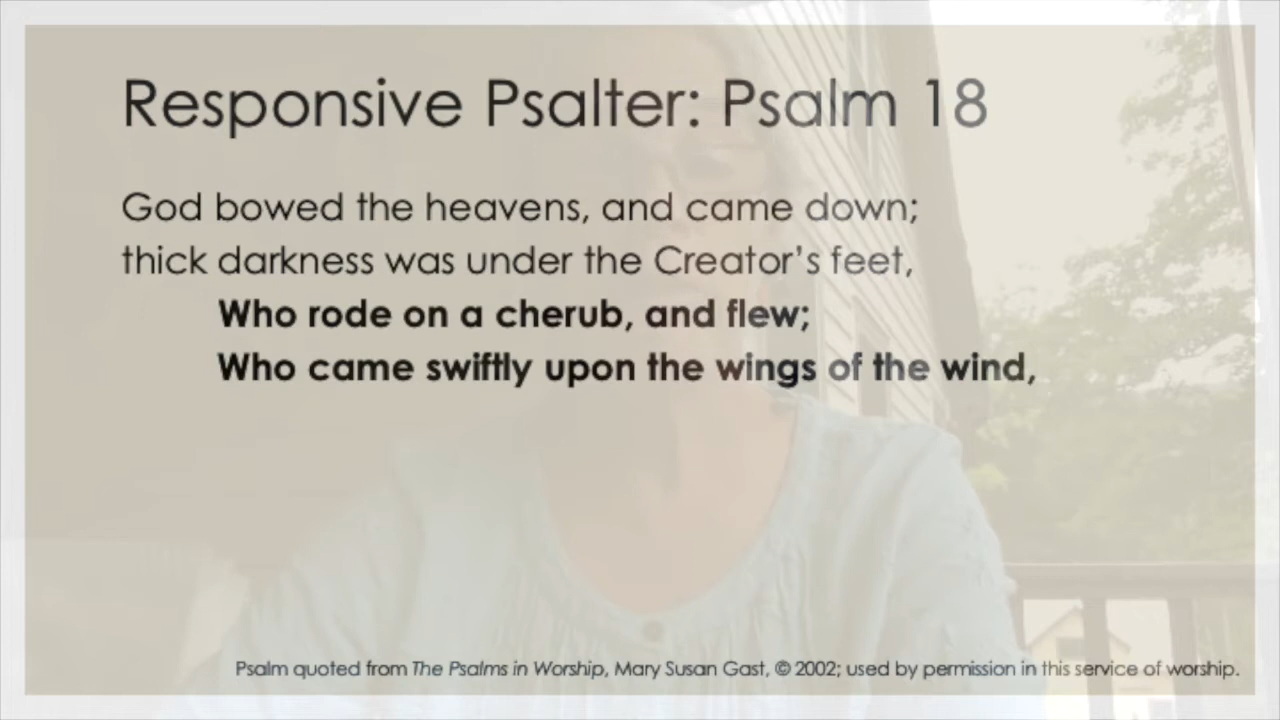 Responsive Psalter: Psalm 18
God bowed the heavens, and came down;
thick darkness was under the Creator’s feet,
Who rode on a cherub, and flew;
Who came swiftly upon the wings of the wind,
Psalm quoted from The Psalms in Worship, Mary Susan Gast, © 2002; used by permission in this service of worship.